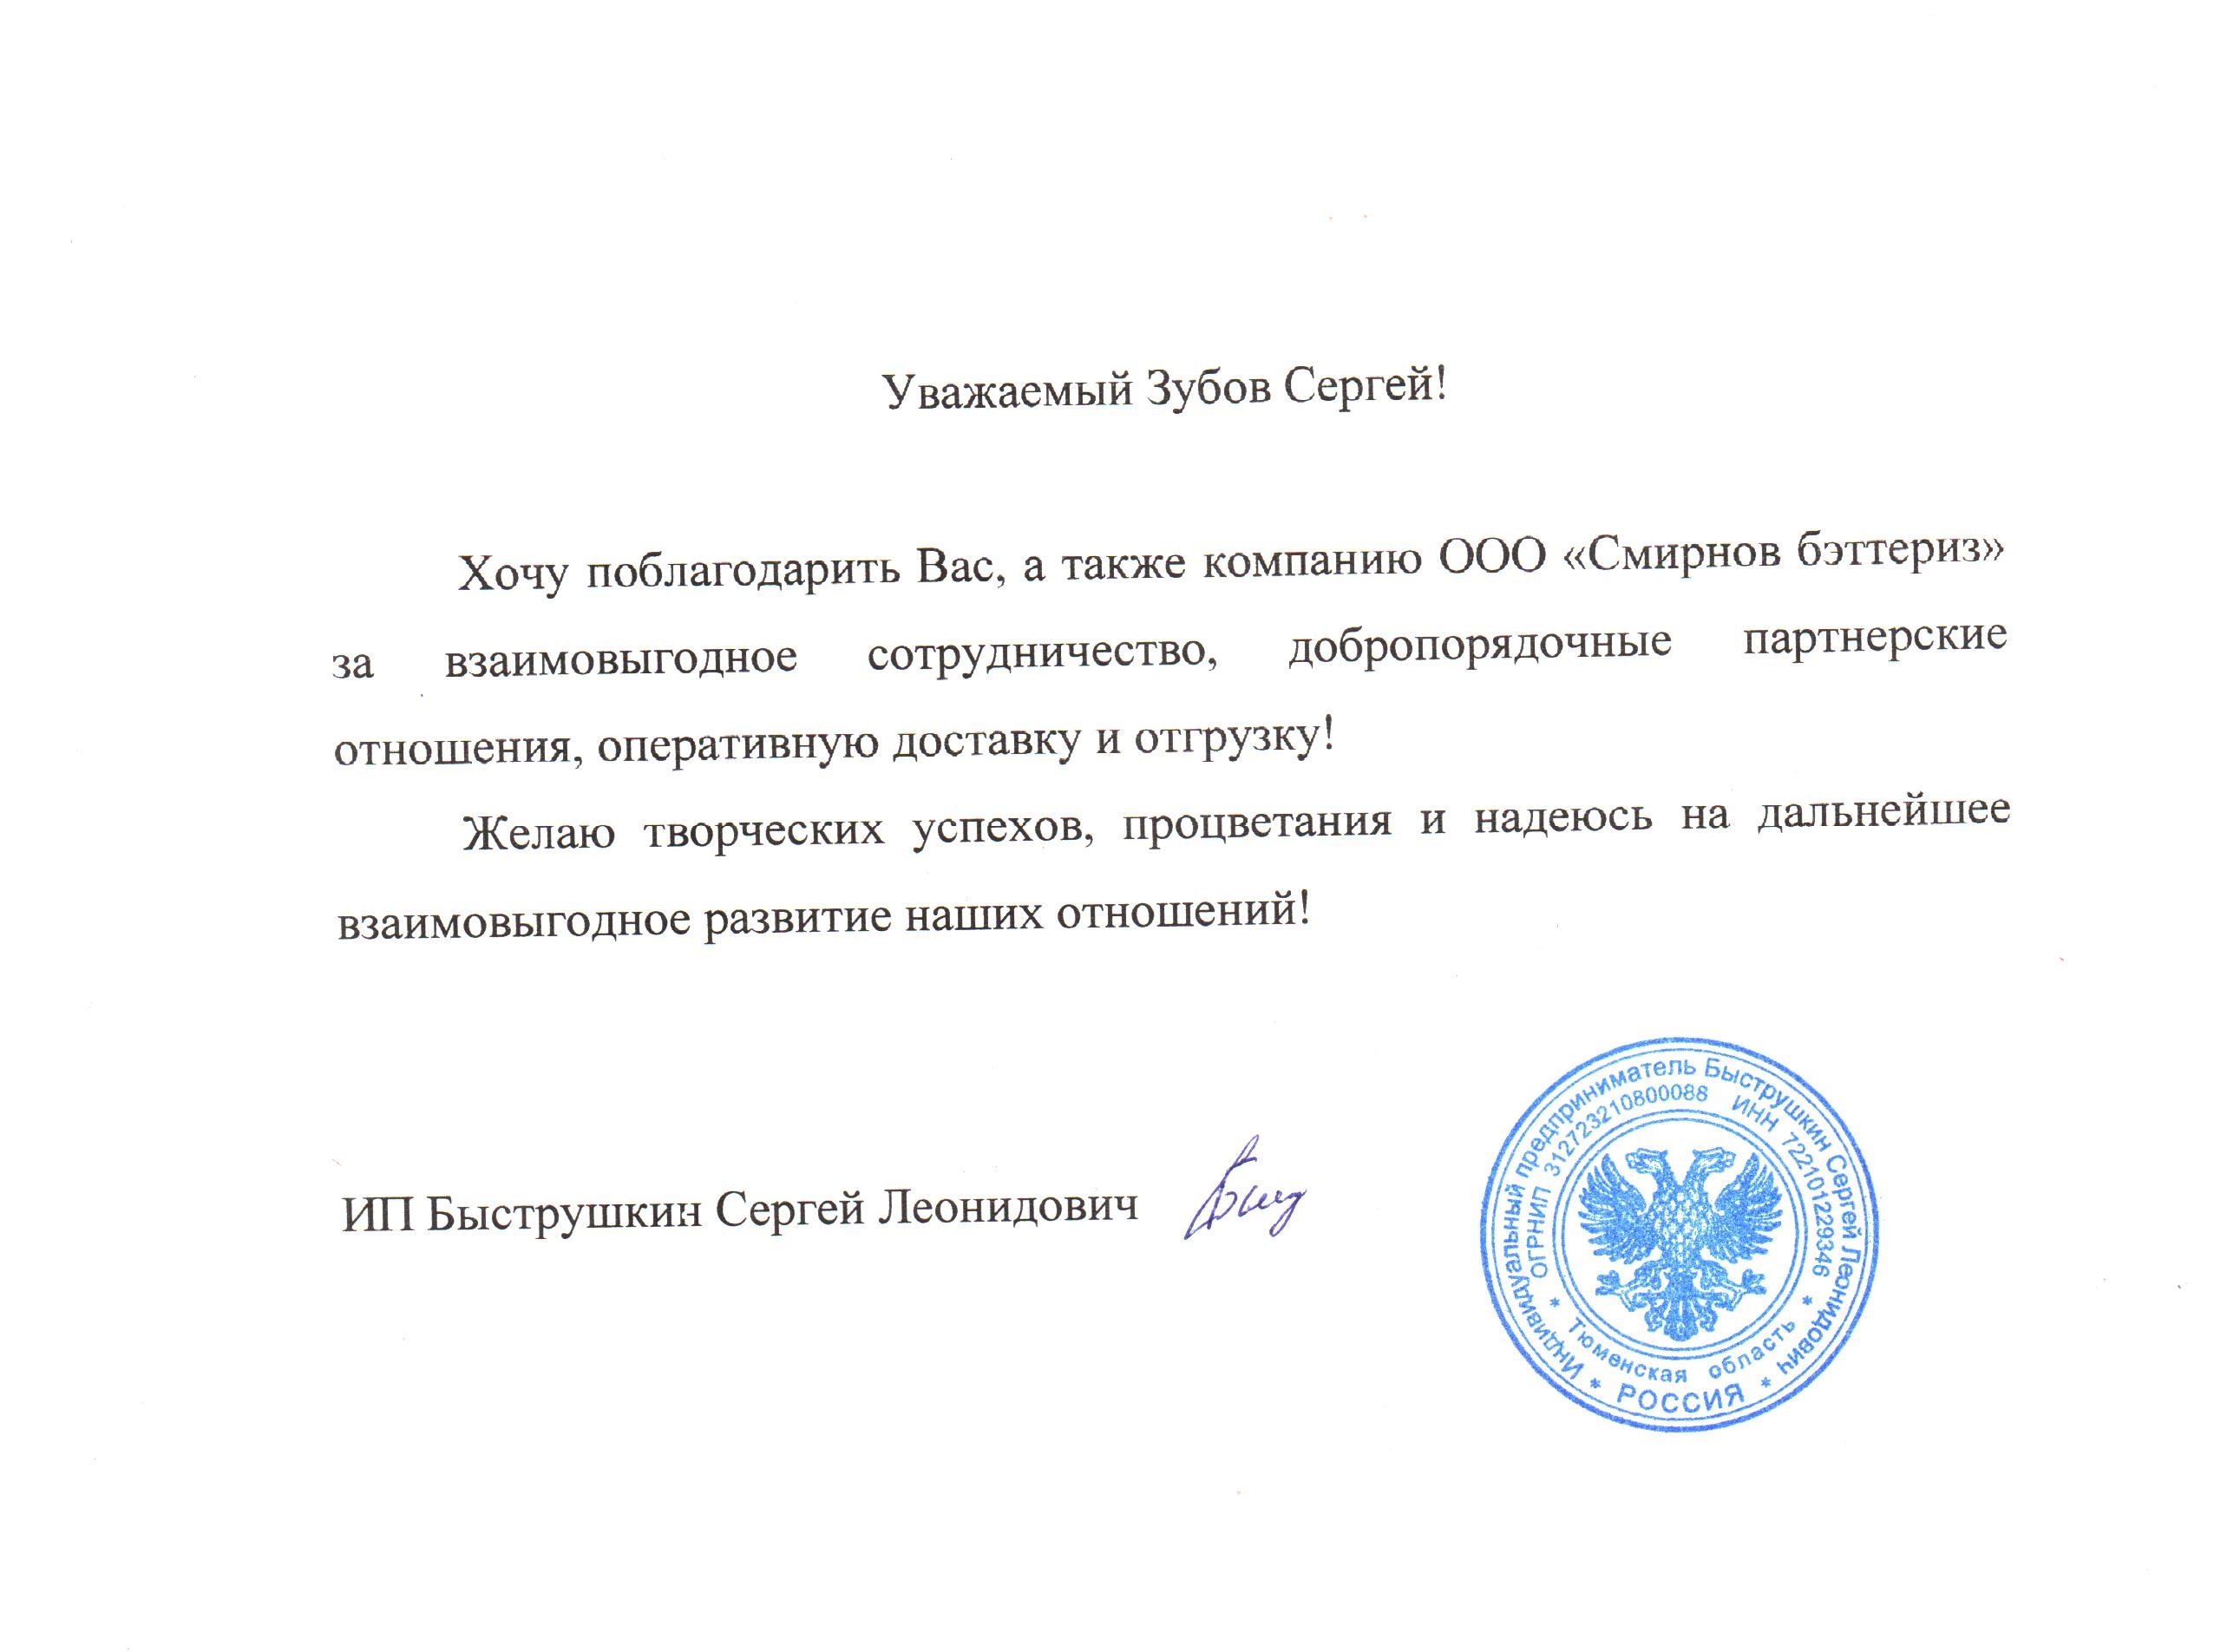 Уважаемый Зубов Сергей!
Хочу поблагодарить Вас, а также компанию ООО «Смирнов бэттериз»
за взаимовыгодное сотрудничество, добропорядочные партнерские
отношения, оперативную доставку и отгрузку!
Желаю творческих успехов, процветания и надеюсь на дальнейшее
взаимовыгодное развитие наших отношений!
ИП Быструшкин Сергей Леонидович
Индивидуальный предприниматель Быструшкин Сергей Леонидович
ОГРНИП 312723210800088 ИНН 722101229346
* Тюменская область *
* РОССИЯ *